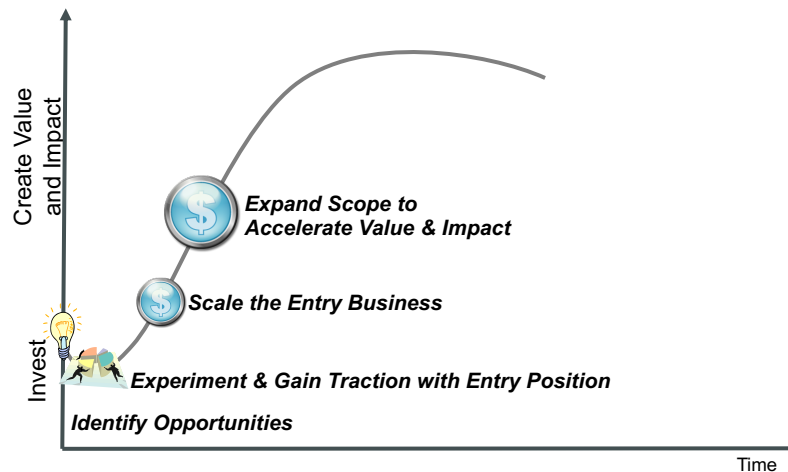 Create Value
and Impact
Expand Scope to
Accelerate Value & Impact
$
$
Scale the Entry Business
Invest
Experiment & Gain Traction with Entry Position
Identify Opportunities
Time